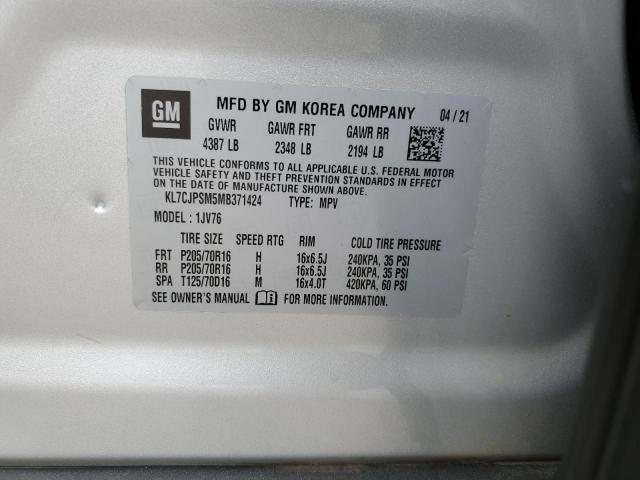 GM MFD BY GM KOREA COMPANY 04 / 21
GVWR GAWR FRT GAWR RR
4387 LB 2348 LB 2194 LB
THIS VEHICLE CONFORMS TO ALL APPLICABLE U.S. FEDERAL MOTOR
VEHICLE SAFETY AND THEFT PREVENTION STANDARDS IN EFFECT
ON THE DATE OF MANUFACTURE SHOWN ABOVE.
KL7CJPSM5MB371424 TYPE: MPV
MODEL : 1JV76
TIRE SIZE SPEED RTG RIM COLD TIRE PRESSURE
FRT P205/70R16 H 16x6.5J 240KPA, 35 PSI
RR P205/70R16 H 16x6.5J 240KPA, 35 PSI
SPA T125/70D16 M 16x4.0T 420KPA, 60 PSI
SEE OWNER'S MANUAL FOR MORE INFORMATION.